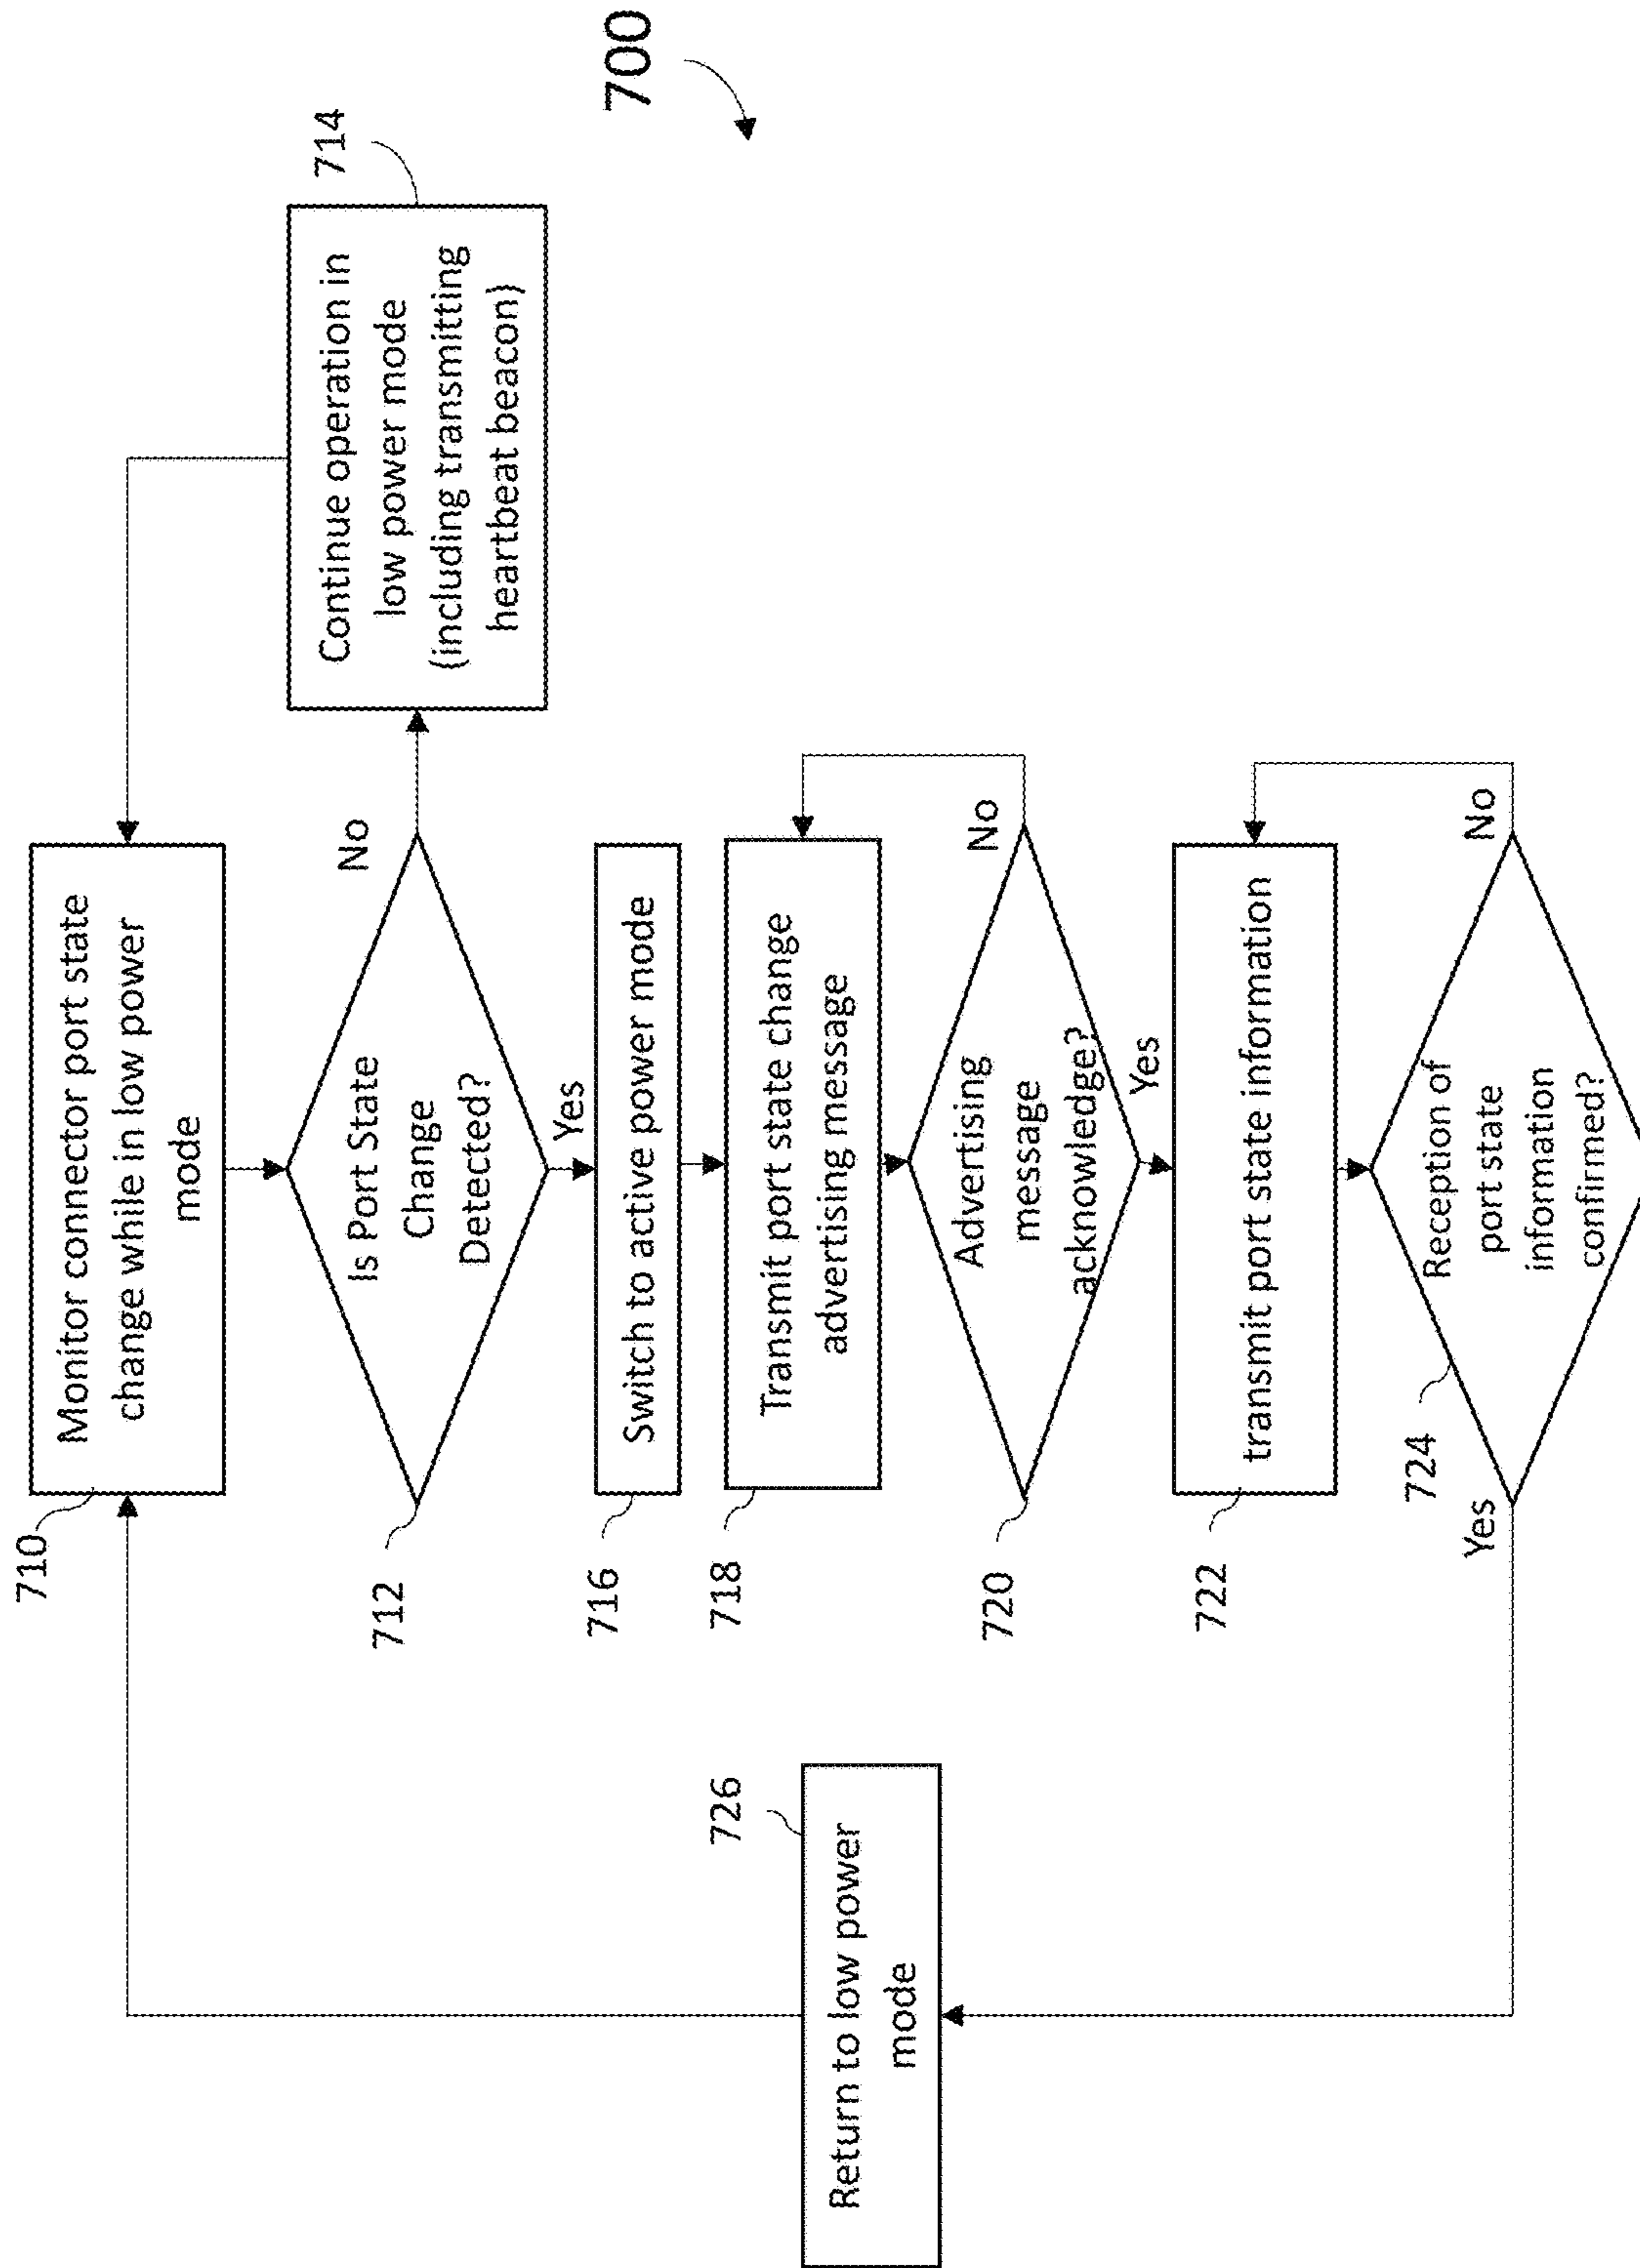 710
Monitor connector port state
change while in low power
mode
712
Is Port State
Change
Detected?
No
714
Continue operation in
low power mode
(including transmitting
heartbeat beacon)
Yes
716
Switch to active power mode
718
Transmit port state change
advertising message
720
Advertising
message
acknowledge?
No
Yes
722
transmit port state information
724
Reception of
port state
information
confirmed?
No
Yes
726
Return to low power
mode
700